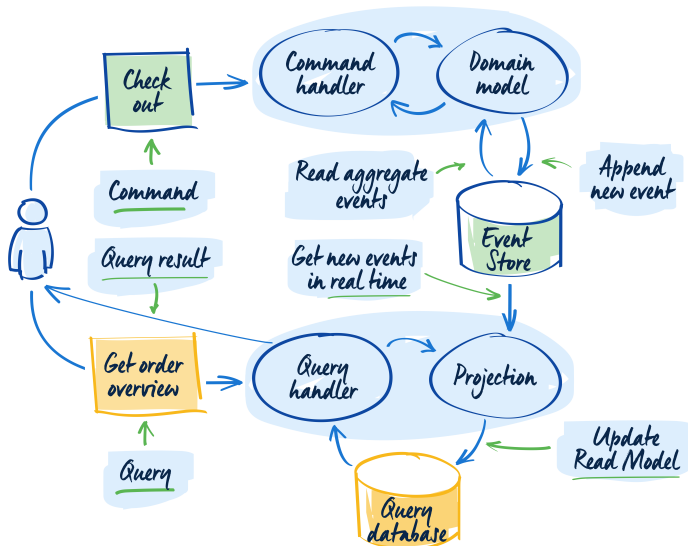 Check
out
Command
handler
Domain
model
Command
Read aggregate
events
Append
new event
Query result
Event
Store
Get new events
in real time
Get order
overview
Query
handler
Projection
Query
Update
Read Model
Query
database